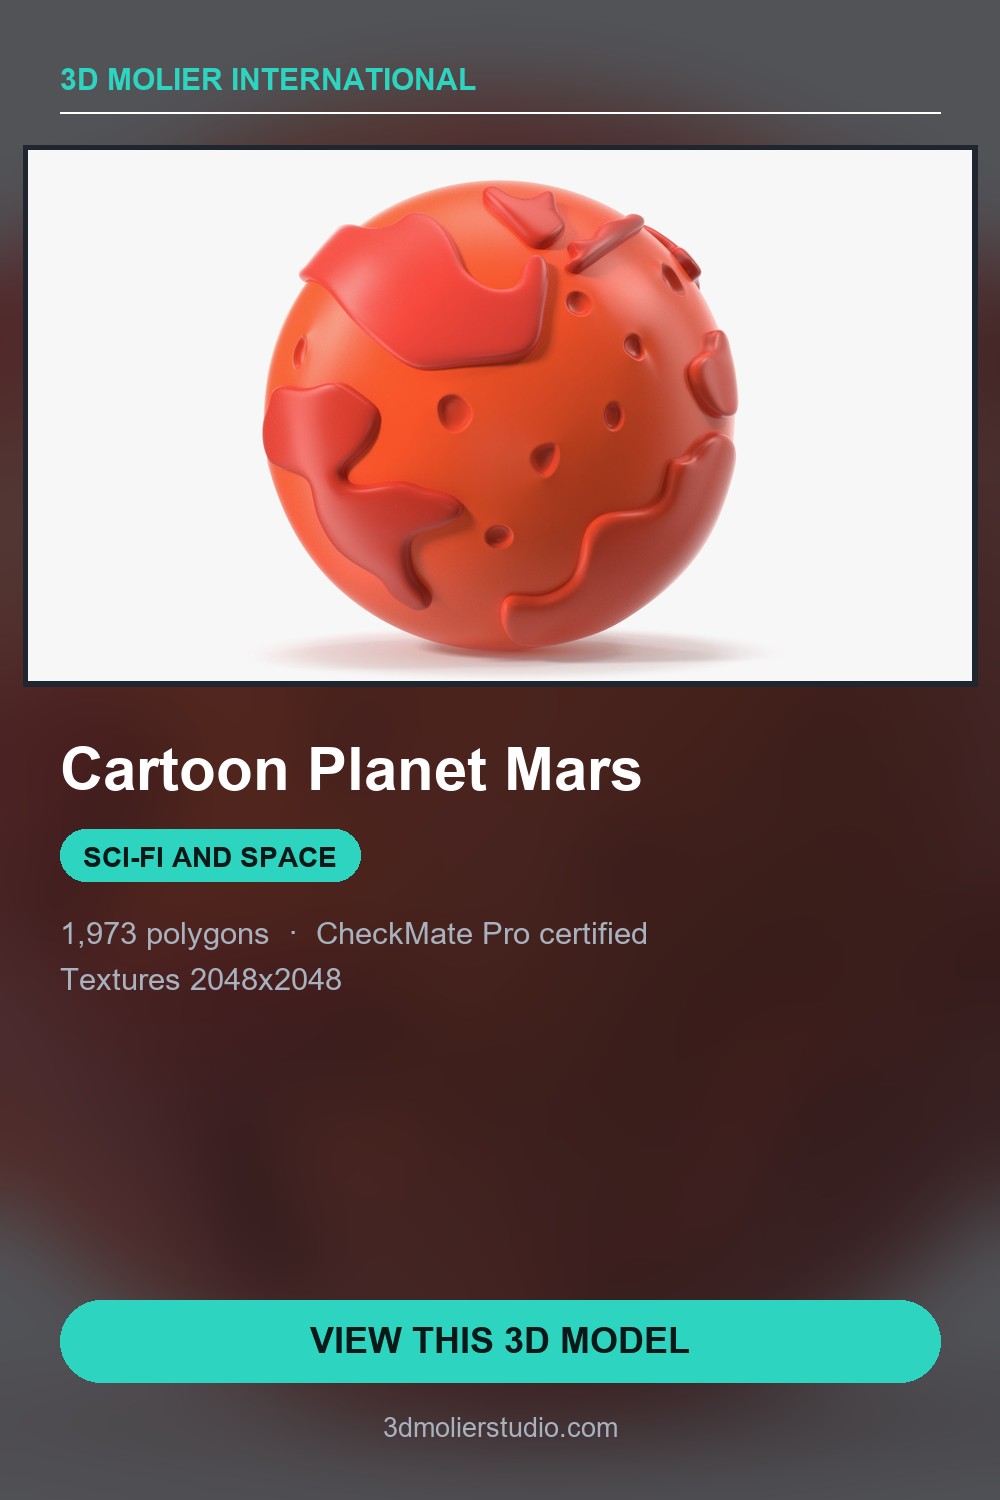 3D MOLIER INTERNATIONAL
Cartoon Planet Mars
SCI-FI AND SPACE
1,973 polygons · CheckMate Pro certified
Textures 2048x2048
VIEW THIS 3D MODEL
3dmolierstudio.com